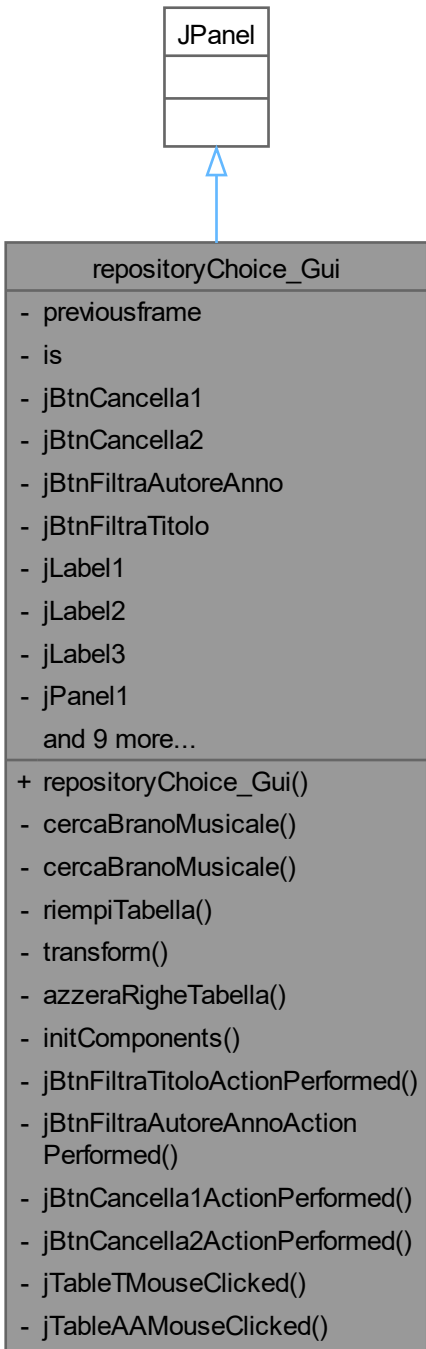 JPanel
repositoryChoice_Gui
- previousframe
- is
- jBtnCancella1
- jBtnCancella2
- jBtnFiltraAutoreAnno
- jBtnFiltraTitolo
- jLabel1
- jLabel2
- jLabel3
- jPanel1
and 9 more...
+ repositoryChoice_Gui()
- cercaBranoMusicale()
- cercaBranoMusicale()
- riempiTabella()
- transform()
- azzeraRigheTabella()
- initComponents()
- jBtnFiltraTitoloActionPerformed()
- jBtnFiltraAutoreAnnoAction
Performed()
- jBtnCancella1ActionPerformed()
- jBtnCancella2ActionPerformed()
- jTableTMouseClicked()
- jTableAAMouseClicked()